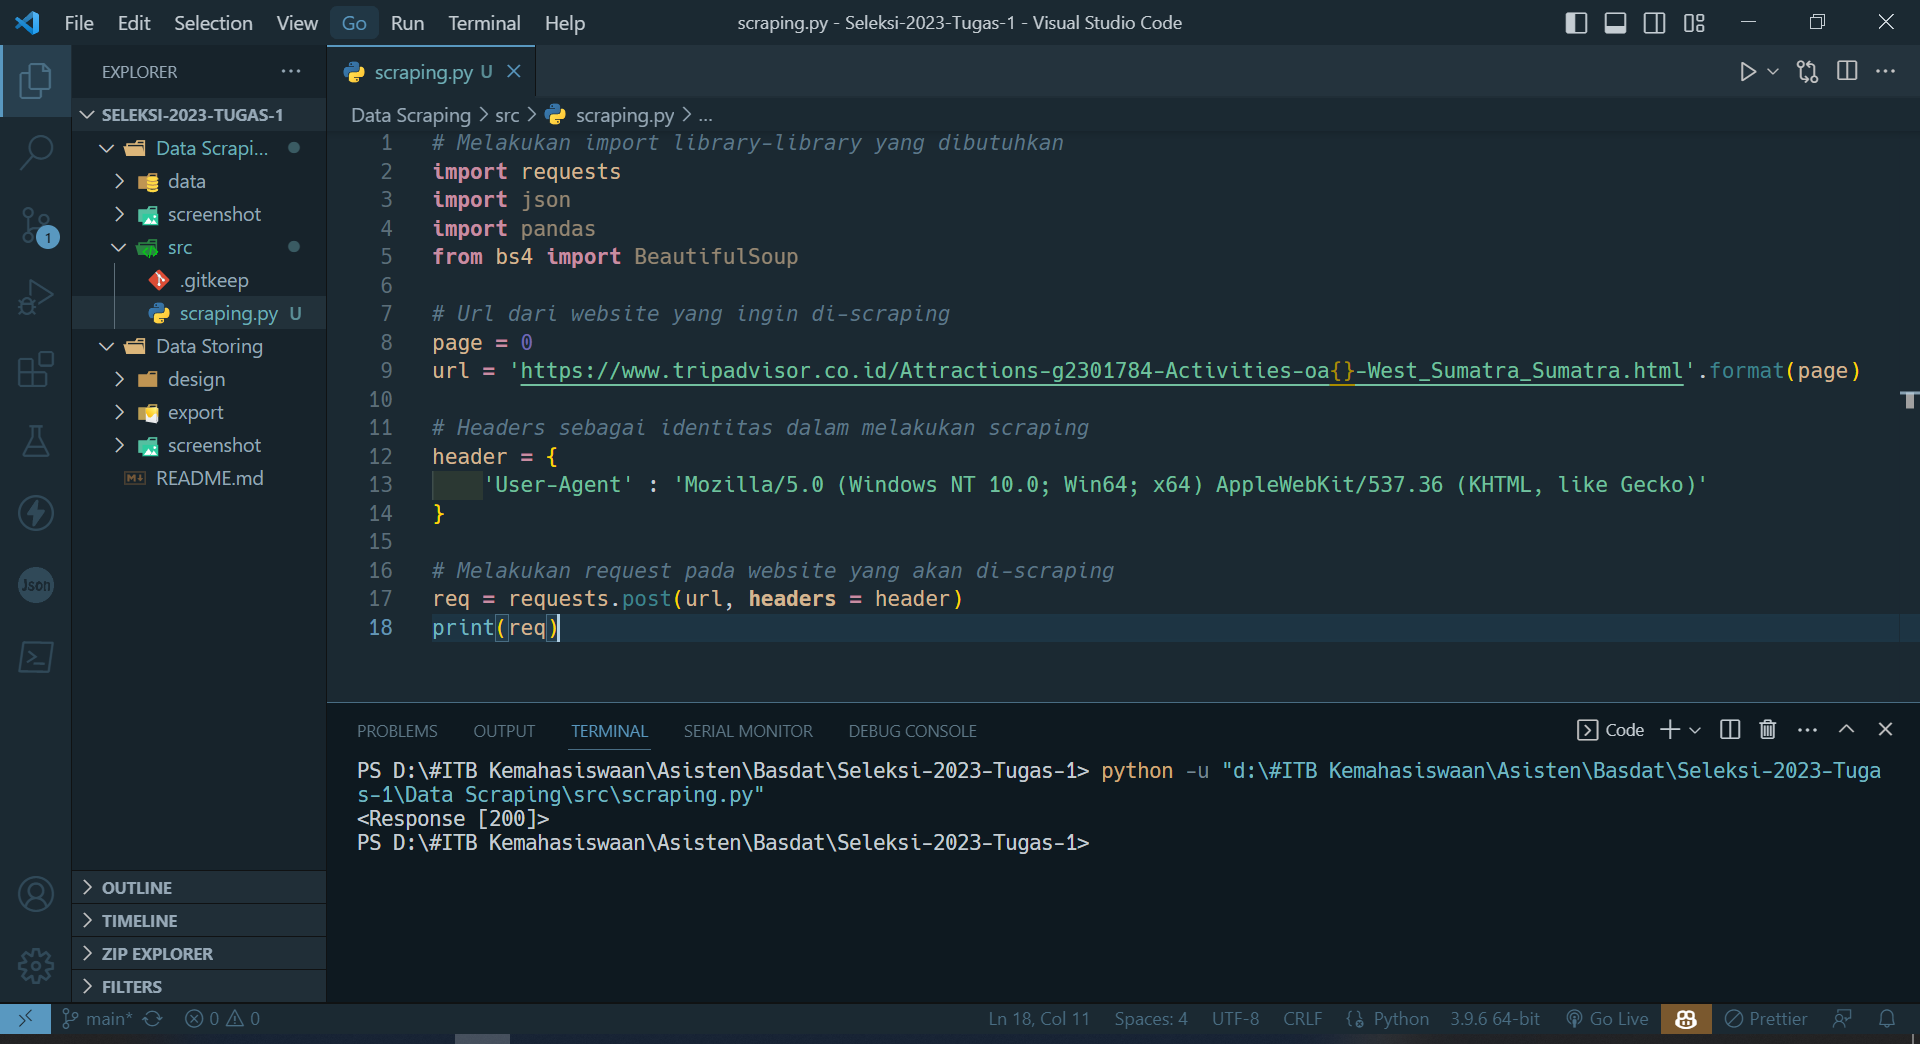 File Edit Selection View Go Run Terminal Help
scraping.py - Seleksi-2023-Tugas-1 - Visual Studio Code
EXPLORER
SELEKSI-2023-TUGAS-1
Data Scrapi...
data
screenshot
src
.gitkeep
scraping.py U
Data Storing
design
export
screenshot
README.md
OUTLINE
TIMELINE
ZIP EXPLORER
FILTERS
1
Json
scraping.py U
Data Scraping > src > scraping.py > ...
1 # Melakukan import library-library yang dibutuhkan
2 import requests
3 import json
4 import pandas
5 from bs4 import BeautifulSoup
6
7 # Url dari website yang ingin di-scraping
8 page = 0
9 url = 'https://www.tripadvisor.co.id/Attractions-g2301784-Activities-oa{}-West_Sumatra_Sumatra.html'.format(page)
10
11 # Headers sebagai identitas dalam melakukan scraping
12 header = {
13     'User-Agent' : 'Mozilla/5.0 (Windows NT 10.0; Win64; x64) AppleWebKit/537.36 (KHTML, like Gecko)'
14 }
15
16 # Melakukan request pada website yang akan di-scraping
17 req = requests.post(url, headers = header)
18 print(req)
PROBLEMS OUTPUT TERMINAL SERIAL MONITOR DEBUG CONSOLE
Code
PS D:\#ITB Kemahasiswaan\Asisten\Basdat\Seleksi-2023-Tugas-1> python -u "d:\#ITB Kemahasiswaan\Asisten\Basdat\Seleksi-2023-Tuga
s-1\Data Scraping\src\scraping.py"
<Response [200]>
PS D:\#ITB Kemahasiswaan\Asisten\Basdat\Seleksi-2023-Tugas-1>
main* 0 0 Ln 18, Col 11 Spaces: 4 UTF-8 CRLF Python 3.9.6 64-bit Go Live Prettier